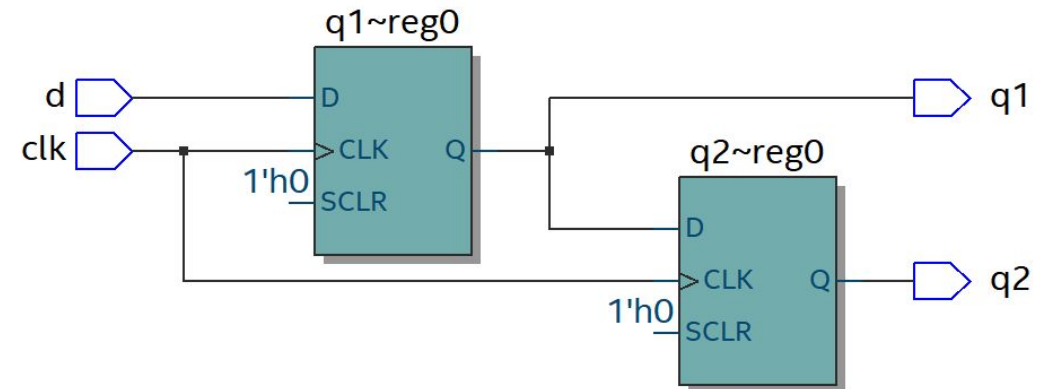 q1~reg0
d
D
q1
clk
CLK
Q
q2~reg0
1'h0
SCLR
D
CLK
Q
q2
1'h0
SCLR